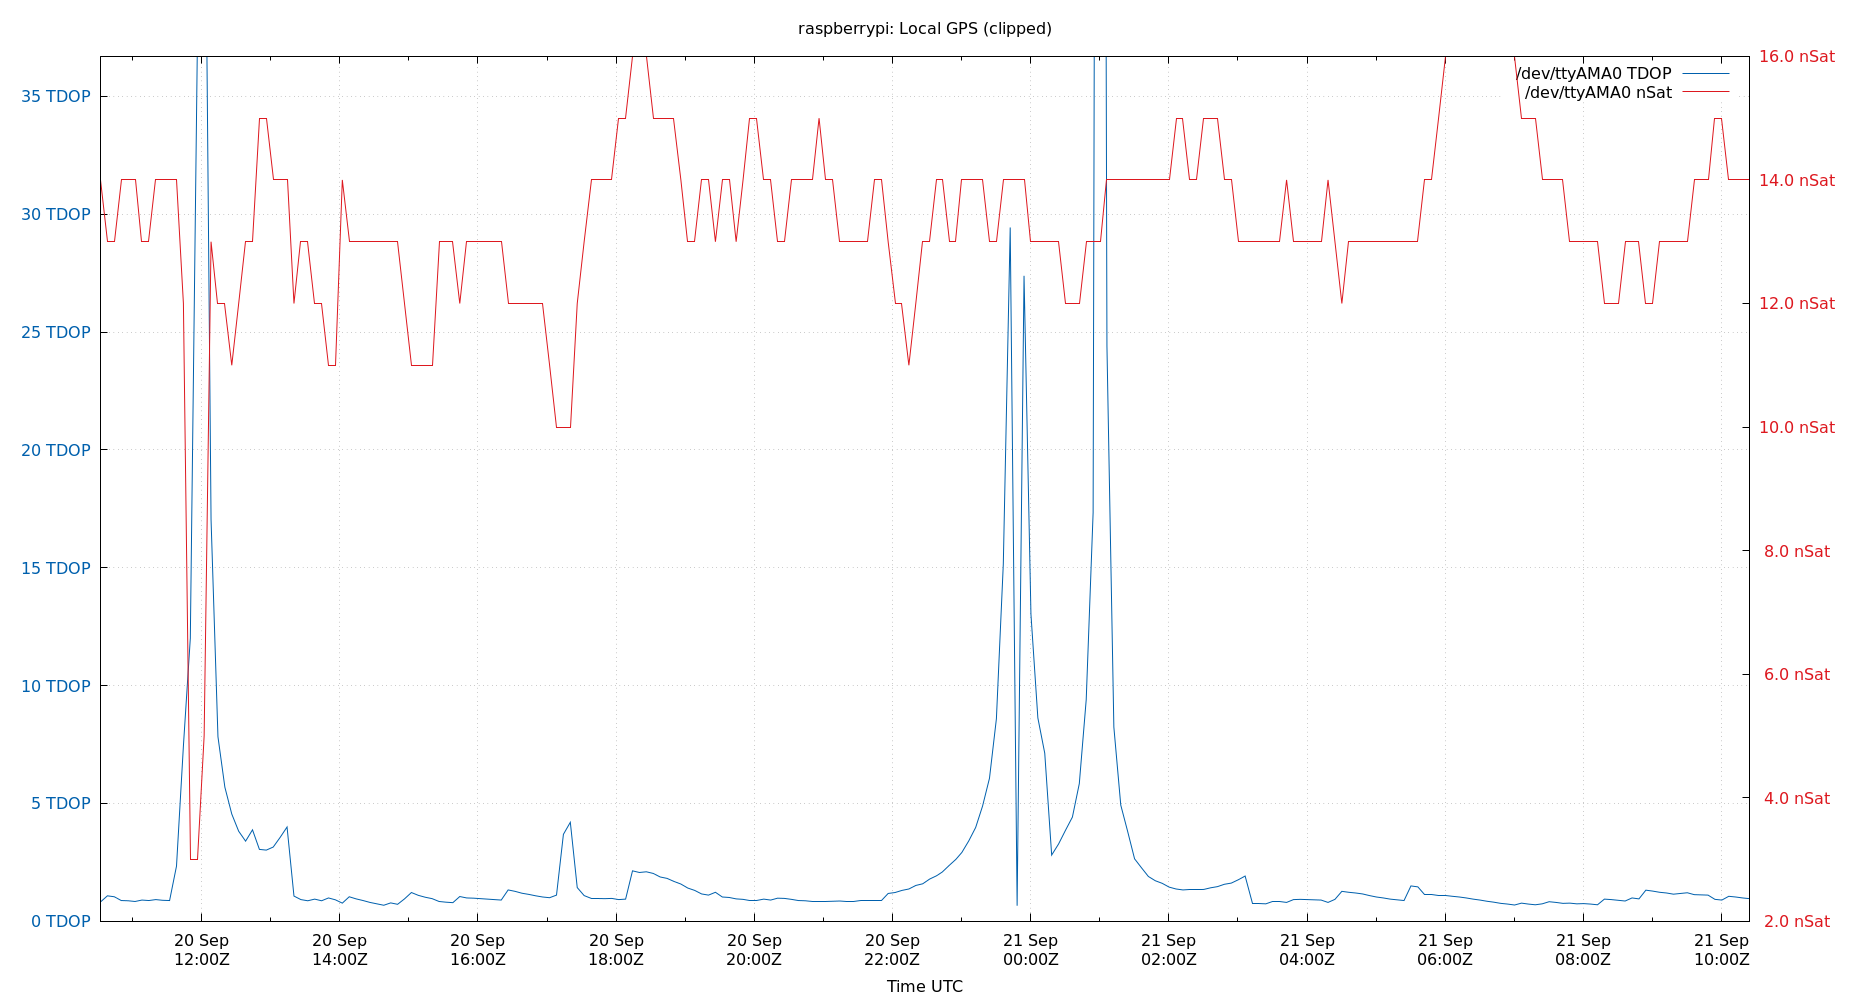 raspberrypi: Local GPS (clipped)
16.0 nSat
/dev/ttyAMA0 TDOP
/dev/ttyAMA0 nSat
35 TDOP
14.0 nSat
30 TDOP
12.0 nSat
25 TDOP
10.0 nSat
20 TDOP
8.0 nSat
15 TDOP
6.0 nSat
10 TDOP
4.0 nSat
5 TDOP
0 TDOP
2.0 nSat
20 Sep 20 Sep 20 Sep 20 Sep 20 Sep 20 Sep 21 Sep 21 Sep 21 Sep 21 Sep 21 Sep 21 Sep
12:00Z 14:00Z 16:00Z 18:00Z 20:00Z 22:00Z 00:00Z 02:00Z 04:00Z 06:00Z 08:00Z 10:00Z
Time UTC